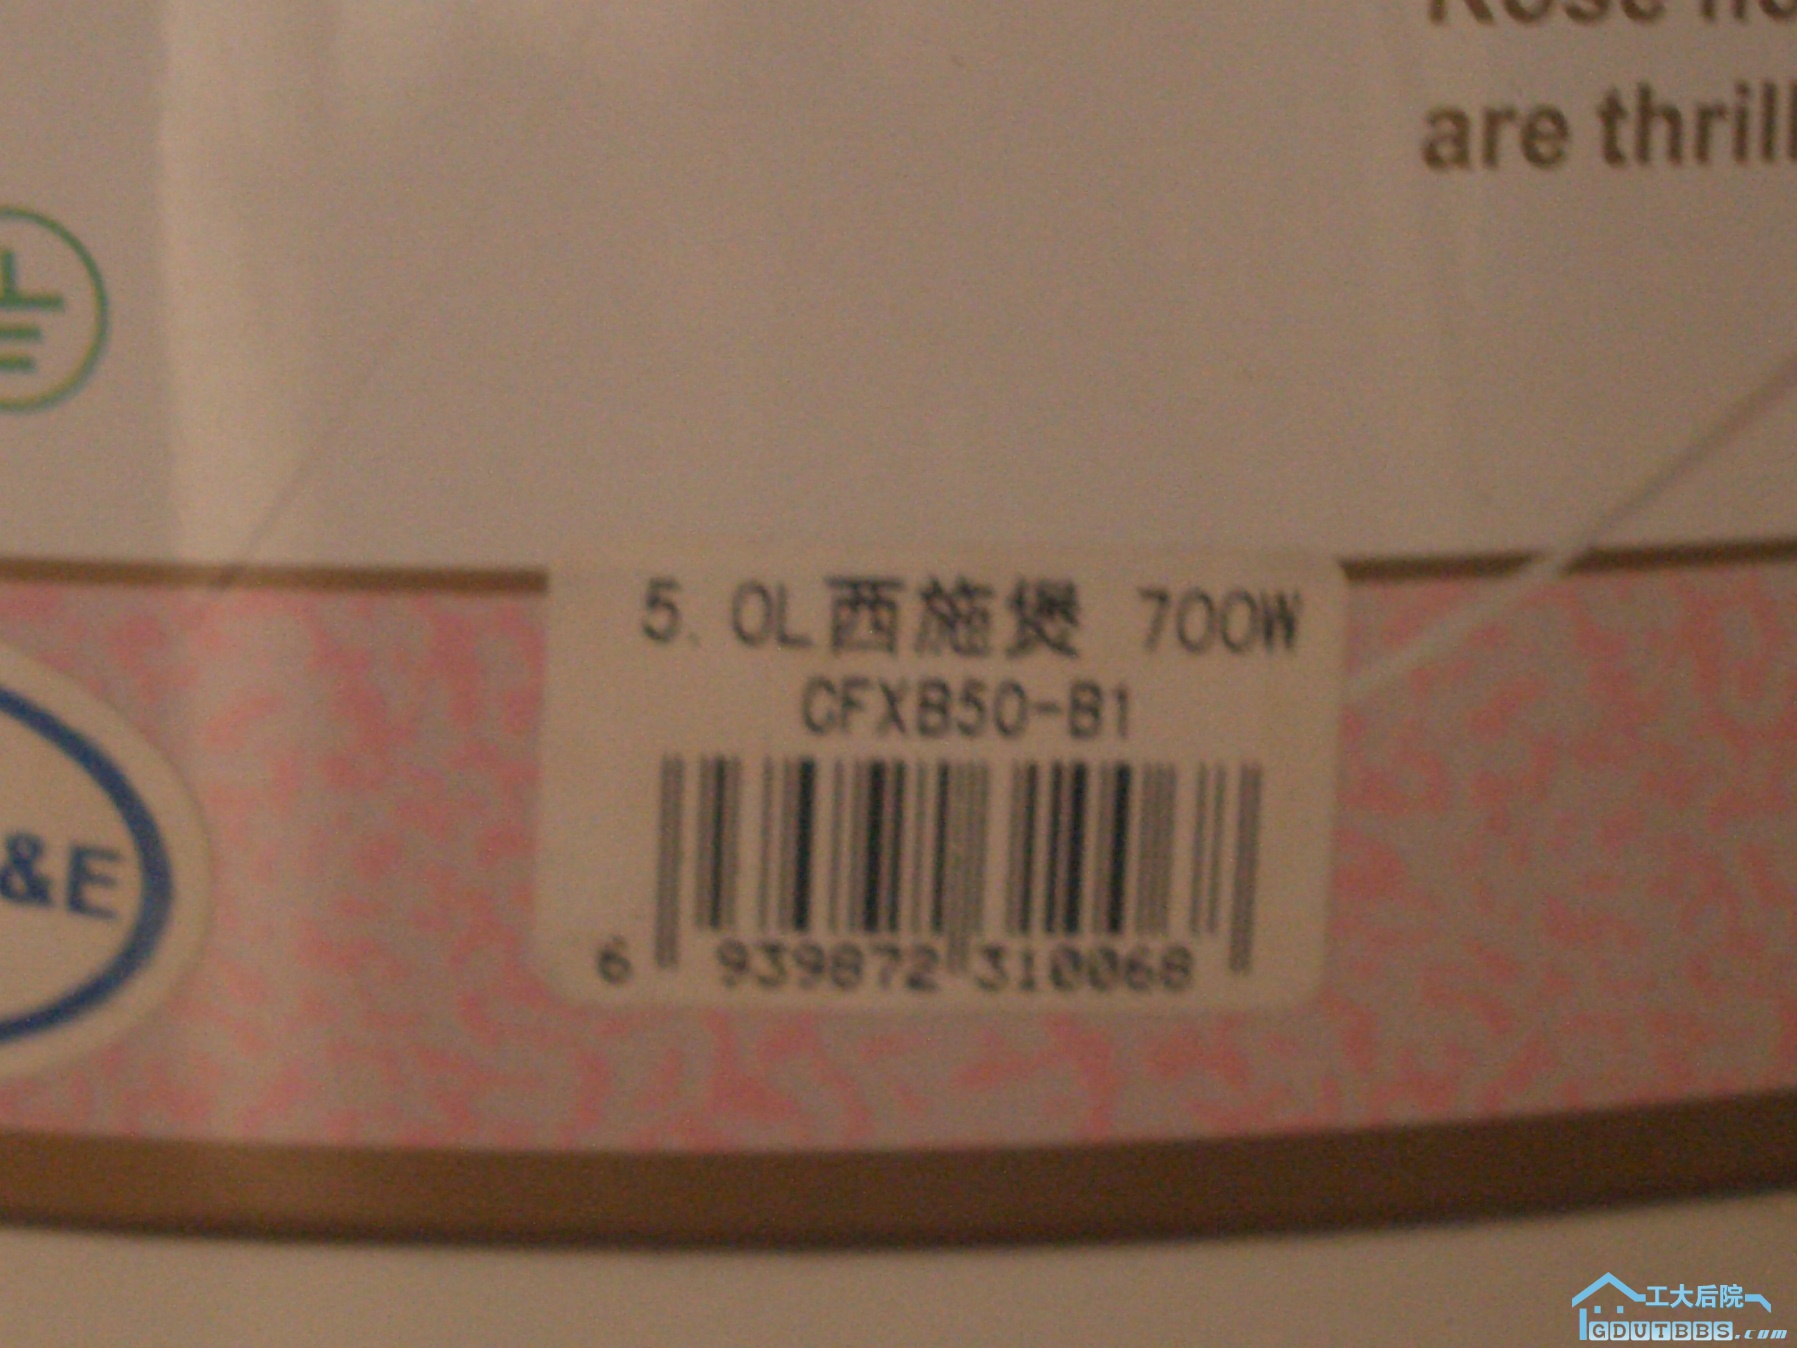 are thrill
5.0L西施煲 700W
CFXB50-B1
6 939872 310068
&E
工大后院
GDUTBBS.com